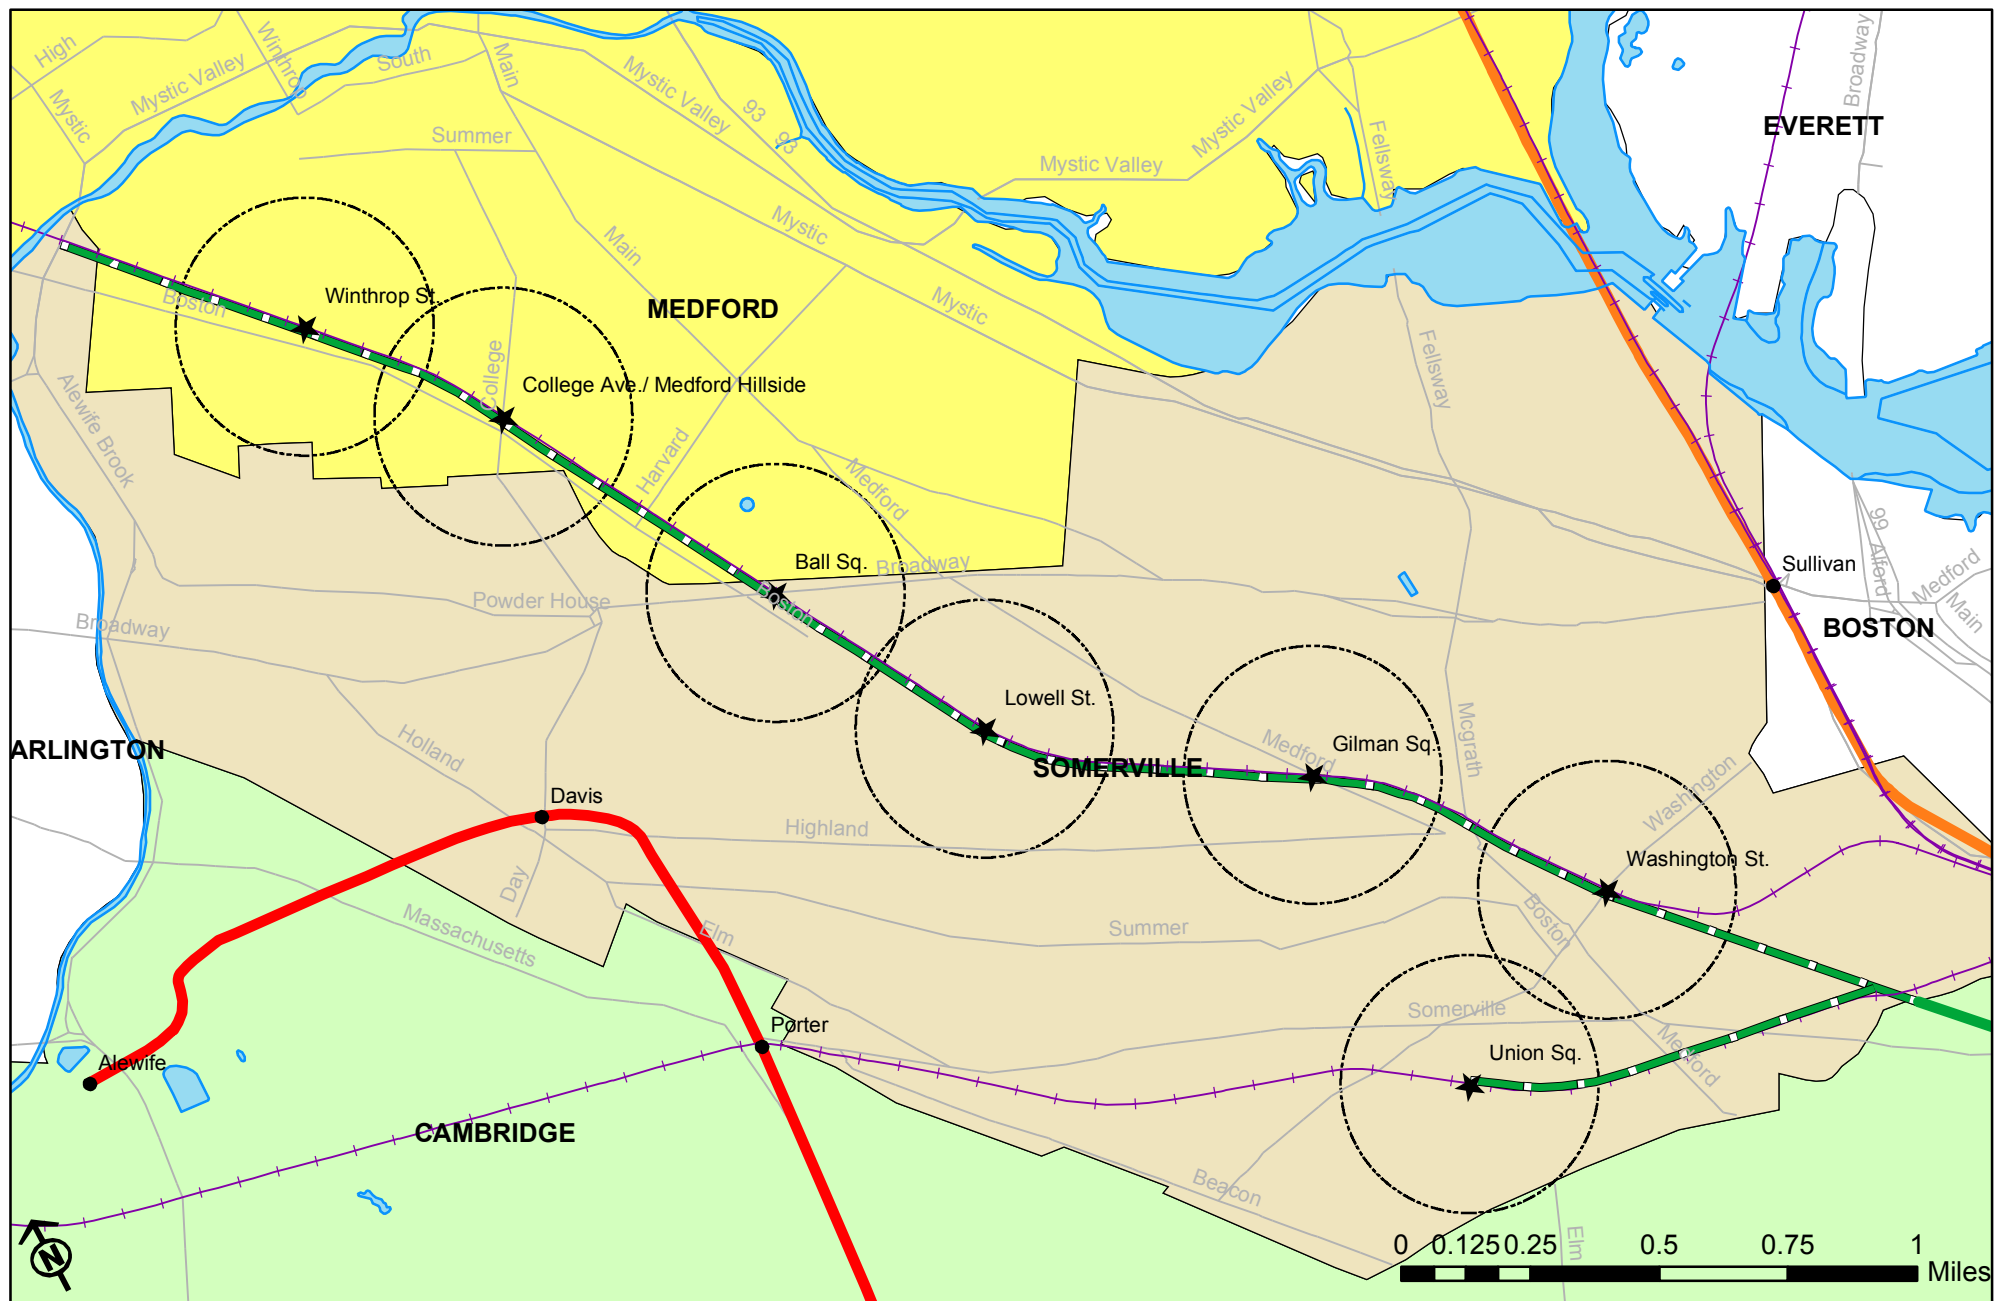 High
Winthrop
South
Main
Mystic Valley
Mystic
Mystic Valley
93
93
Summer
Mystic Valley
Mystic Valley
Fellsway
Broadway
EVERETT
Mystic
Main
Winthrop St.
Boston
MEDFORD
Mystic
College
College Ave./ Medford Hillside
Fellsway
Alewife Brook
Harvard
Medford
Ball Sq.
Broadway
Boston
Powder House
Broadway
Sullivan
99
Alford
Medford
Main
BOSTON
Lowell St.
Holland
Mcgrath
Medford
Gilman Sq.
ARLINGTON
SOMERVILLE
Washington
Davis
Highland
Washington St.
Day
Massachusetts
Elm
Summer
Boston
Somerville
Porter
Union Sq.
Medford
Alewife
CAMBRIDGE
Beacon
Elm
N
0 0.125 0.25 0.5 0.75 1
Miles